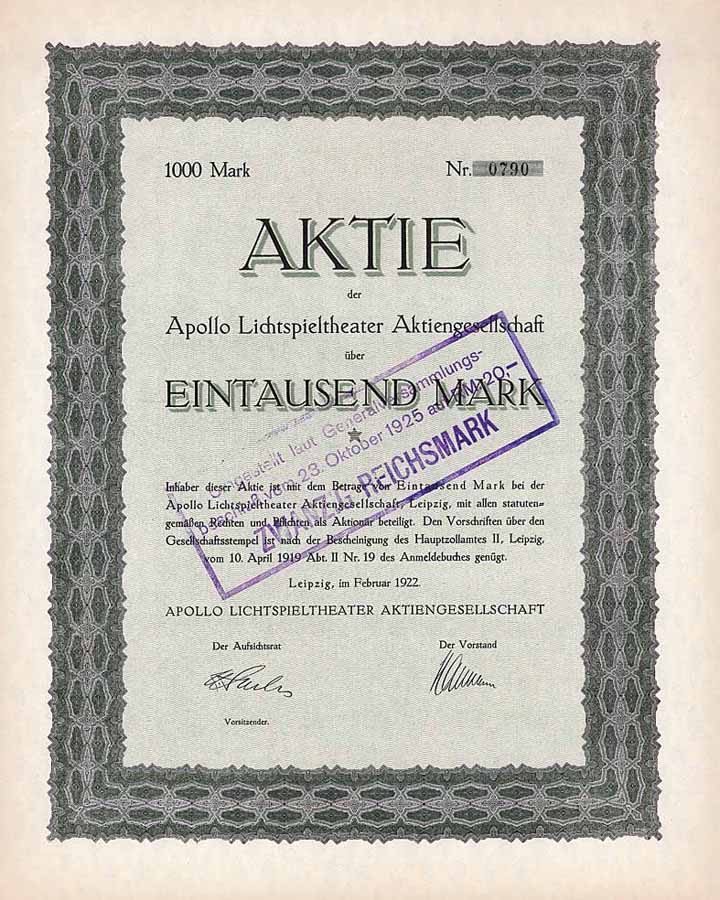 1000 Mark
Nr. 0790
AKTIE
der
Apollo Lichtspieltheater Aktiengesellschaft
über
EINTAUSEND MARK
Umgestellt laut Generalversammlungs-
beschluß vom 23. Oktober 1925 auf RM. 20.–
ZWANZIG REICHSMARK
Inhaber dieser Aktie ist mit dem Betrage von Eintausend Mark bei der
Apollo Lichtspieltheater Aktiengesellschaft, Leipzig, mit allen statuten-
gemäßen Rechten und Pflichten als Aktionär beteiligt. Den Vorschriften über den
Gesellschaftsstempel ist nach der Bescheinigung des Hauptzollamtes II, Leipzig,
vom 10. April 1919 Abt. II Nr. 19 des Anmeldebuches genügt.
Leipzig, im Februar 1922.
APOLLO LICHTSPIELTHEATER AKTIENGESELLSCHAFT
Der Aufsichtsrat
Der Vorstand
Vorsitzender.